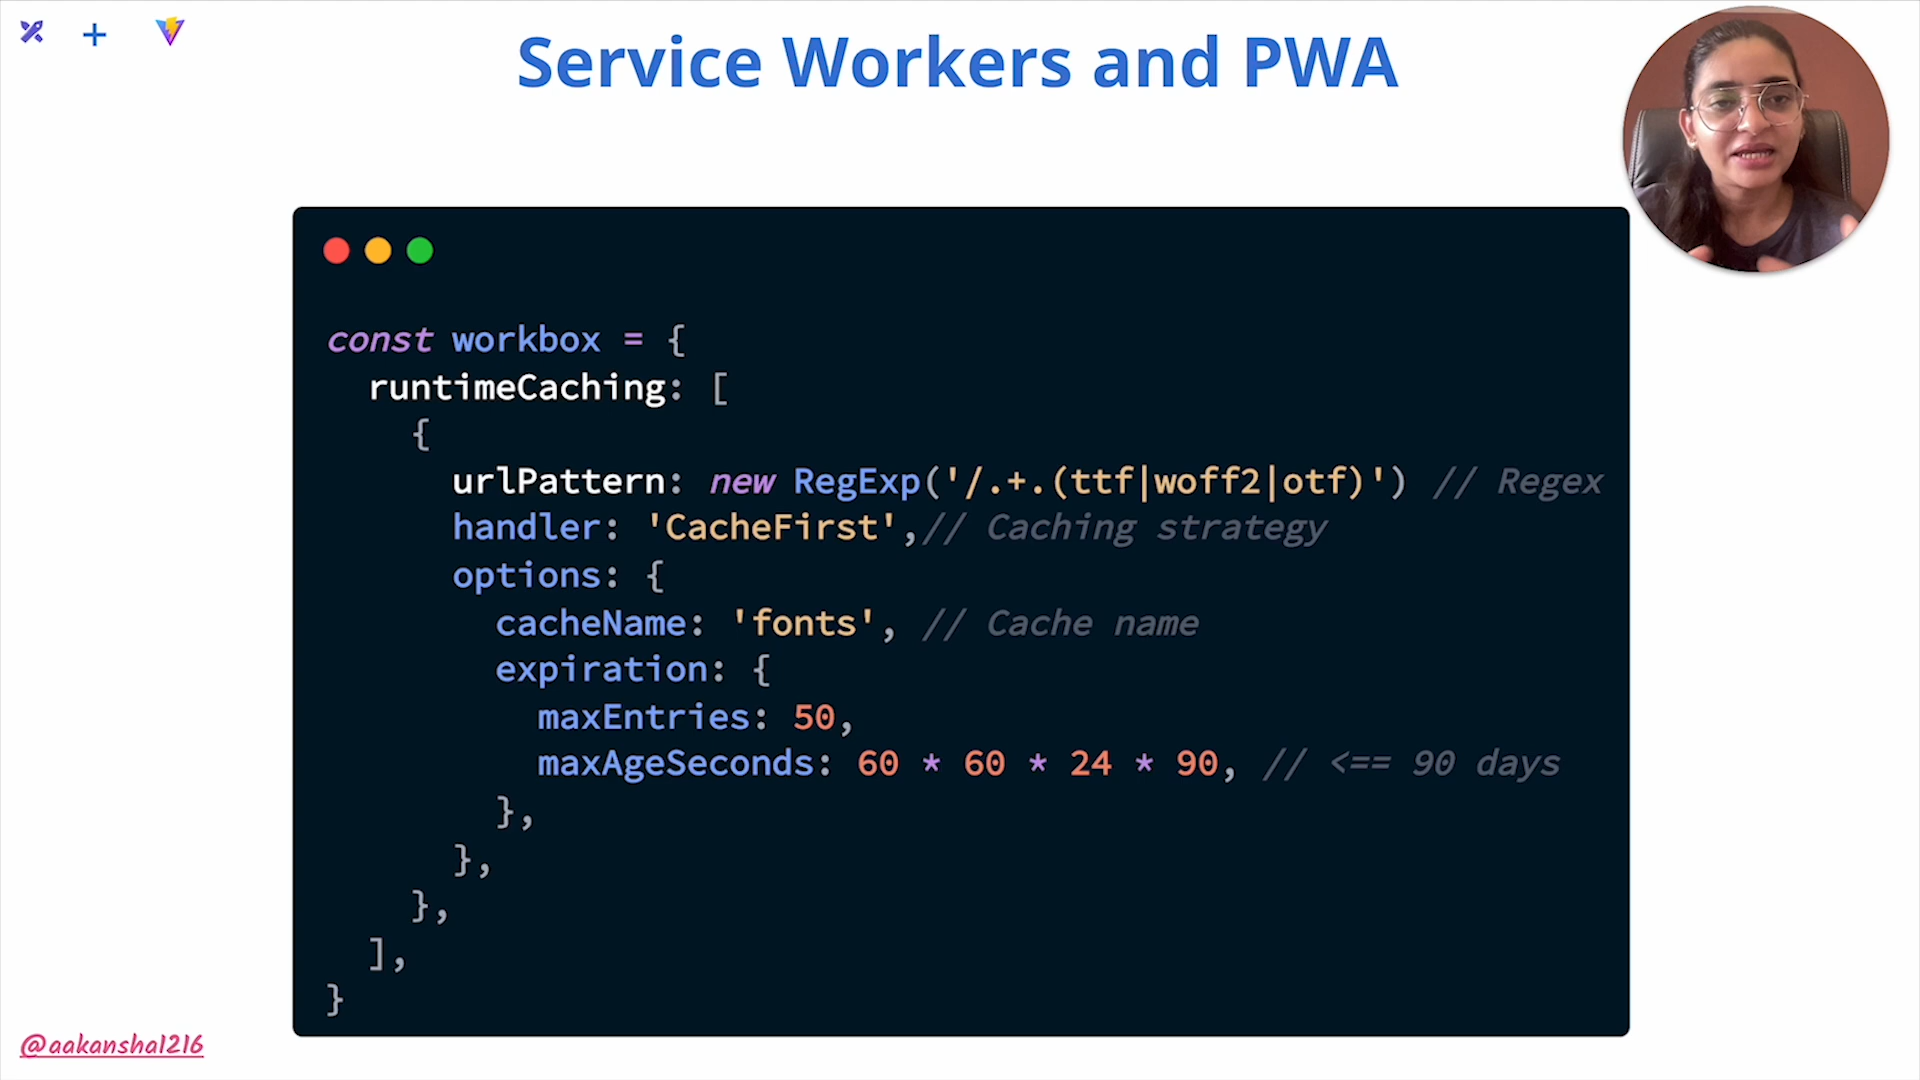 Service Workers and PWA
const workbox = {
runtimeCaching: [
{
urlPattern: new RegExp('/.+.(ttf|woff2|otf)') // Regex
handler: 'CacheFirst',// Caching strategy
options: {
cacheName: 'fonts', // Cache name
expiration: {
maxEntries: 50,
maxAgeSeconds: 60 * 60 * 24 * 90, // <== 90 days
},
},
},
],
}
@aakansha1216